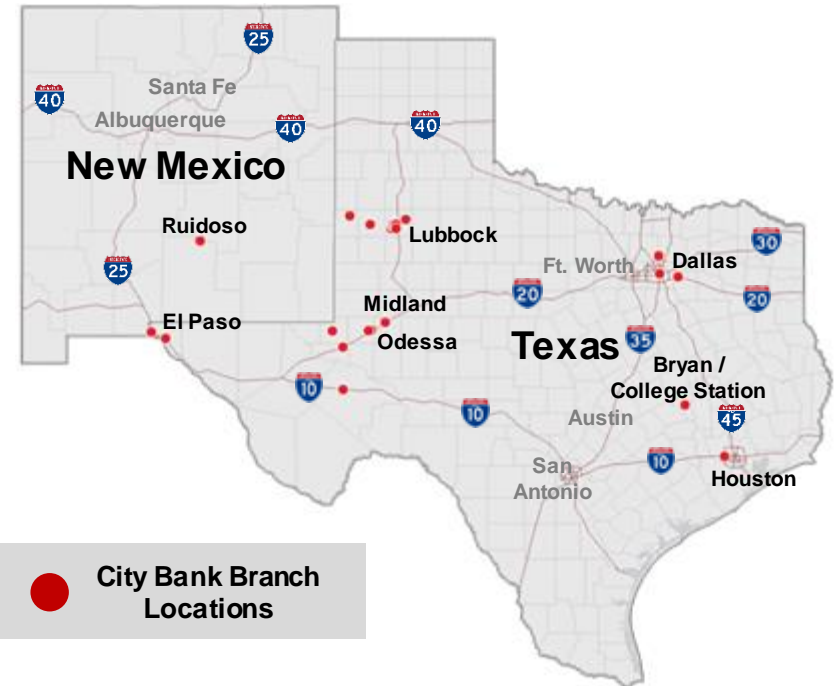 25
Santa Fe
40
Albuquerque
40
40
New Mexico
Ruidoso
Lubbock
30
Ft. Worth
Dallas
25
20
20
Midland
El Paso
Odessa
Texas
35
Bryan /
College Station
10
10
Austin
45
10
San
Antonio
Houston
City Bank Branch
Locations